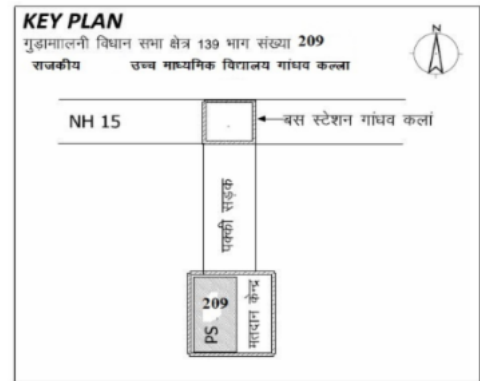 KEY PLAN
गुड़ामाालनी विधान सभा क्षेत्र 139 भाग संख्या 209
राजकीय उच्च माध्यमिक विद्यालय गांधव कल्ला
N
NH 15
बस स्टेशन गांधव कलां
पक्की सड़क
209
PS
मतदान केन्द्र